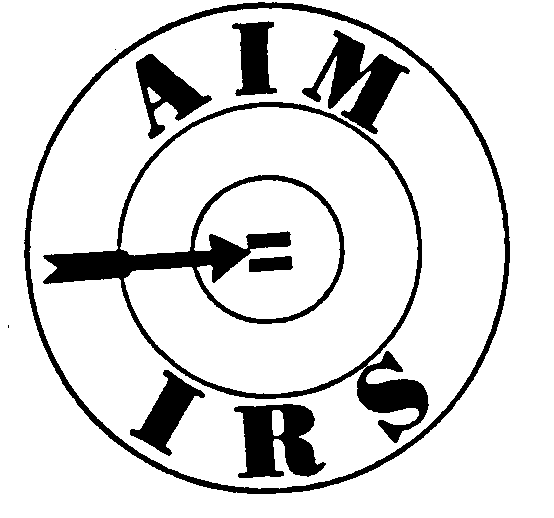 AIM
=
IRS